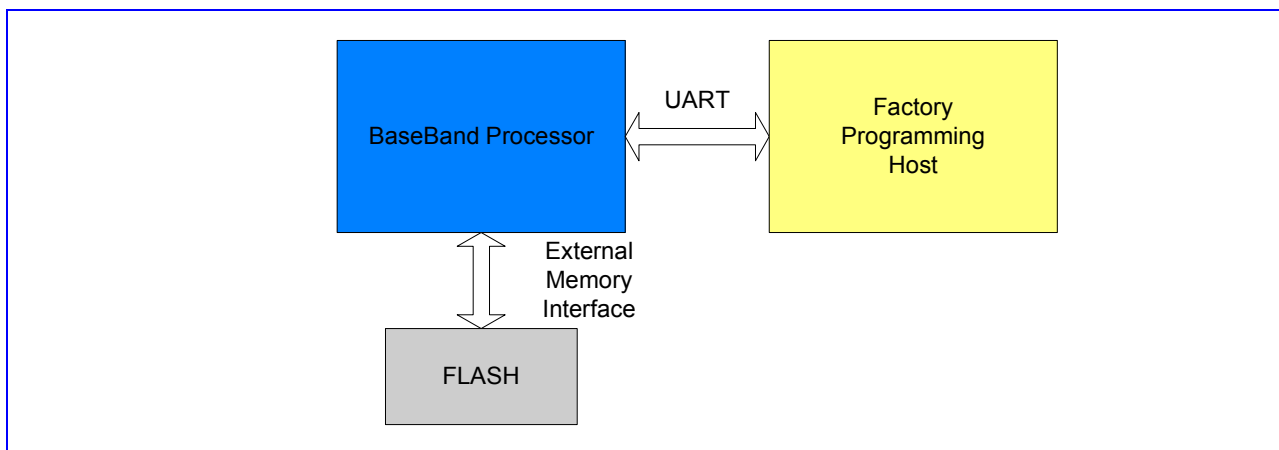 BaseBand Processor
UART
Factory
Programming
Host
External
Memory
Interface
FLASH